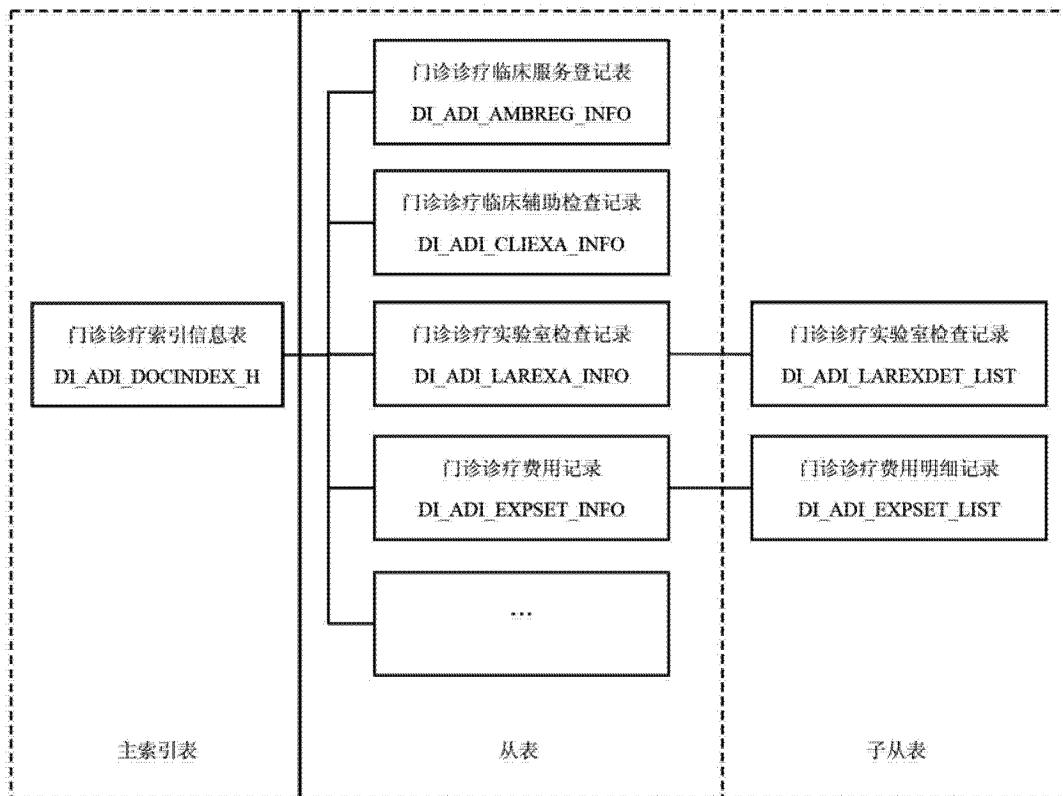 门诊诊疗临床服务登记表
DI_ADI_AMBREG_INFO
门诊诊疗临床辅助检查记录
DI_ADI_CLIEXA_INFO
门诊诊疗索引信息表
DI_ADI_DOCINDEX_H
门诊诊疗实验室检查记录
DI_ADI_LAREXA_INFO
门诊诊疗实验室检查记录
DI_ADI_LAREXDET_LIST
门诊诊疗费用记录
DI_ADI_EXPSET_INFO
门诊诊疗费用明细记录
DI_ADI_EXPSET_LIST
...
主索引表
从表
子从表